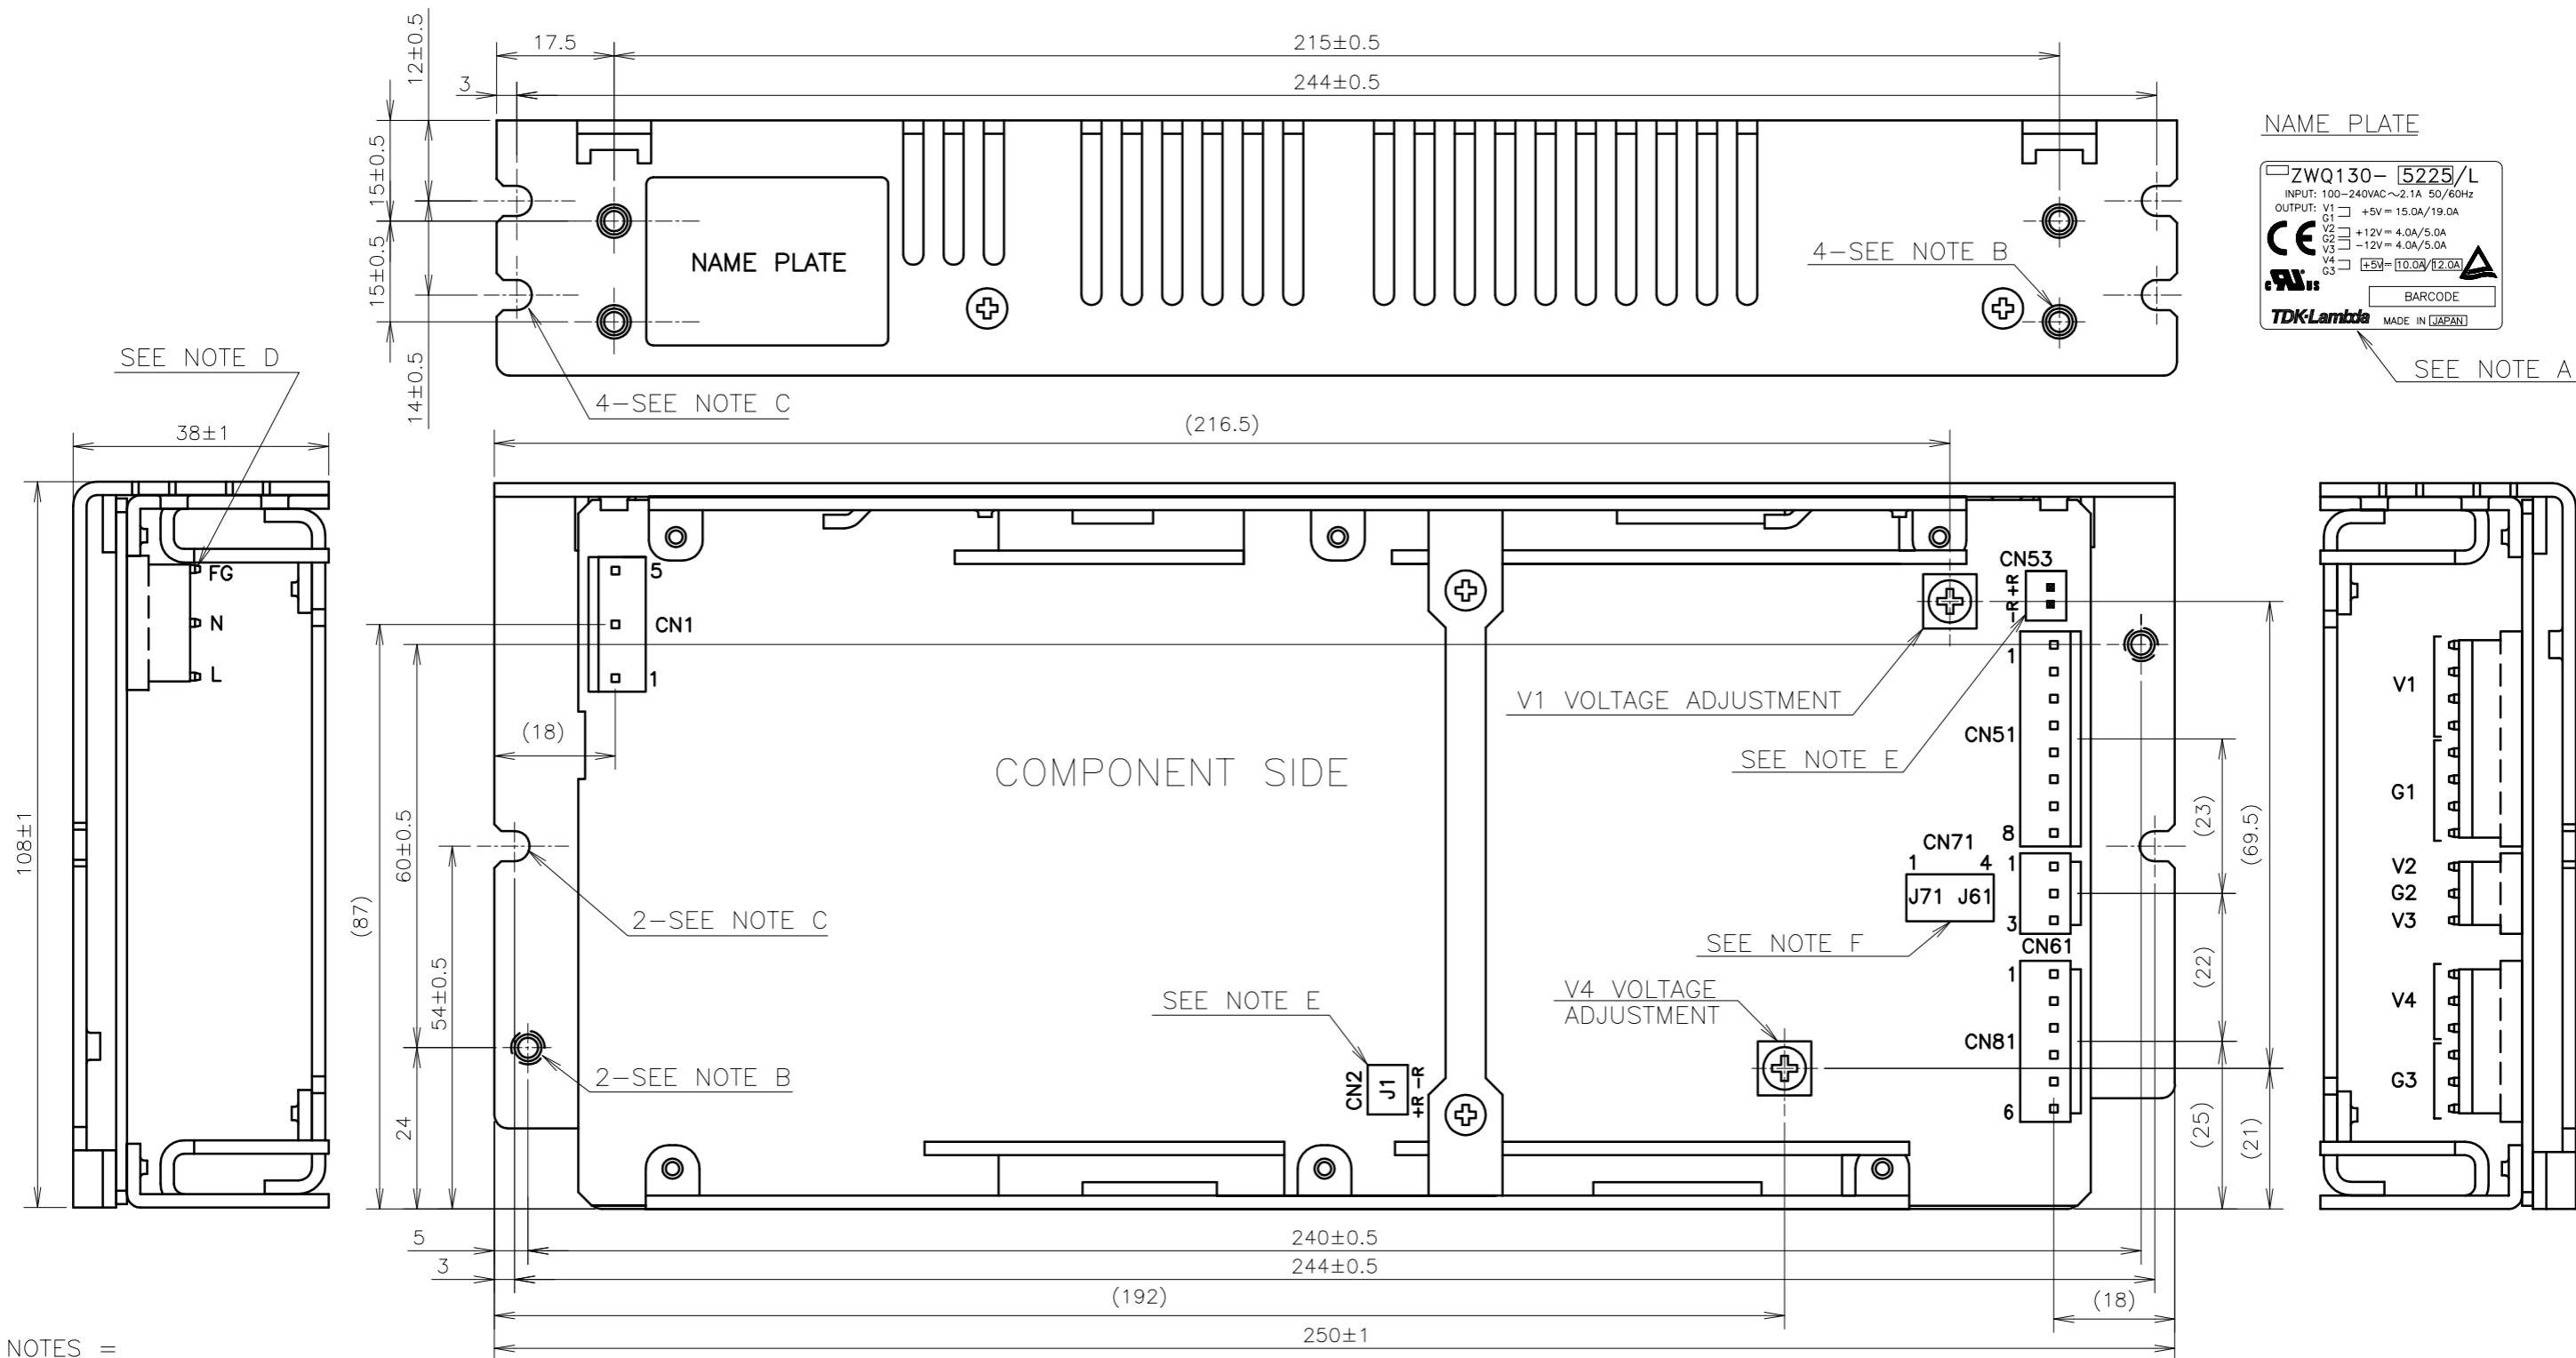 12±0.5
17.5
215±0.5
3
244±0.5
15±0.5
15±0.5
14±0.5
NAME PLATE
4-SEE NOTE B
4-SEE NOTE C
NAME PLATE
ZWQ130- 5225/L
INPUT: 100-240VAC~2.1A 50/60Hz
OUTPUT: V1 G1 +5V⎓ 15.0A/19.0A
V2 +12V⎓ 4.0A/5.0A
G2
V3 -12V⎓ 4.0A/5.0A
V4 G3 +5V⎓ 10.0A/12.0A
CE
c RU us
BARCODE
TDK-Lambda MADE IN JAPAN
SEE NOTE A
SEE NOTE D
38±1
108±1
FG
N
L
(216.5)
5
CN1
1
(18)
(87)
60±0.5
54±0.5
24
COMPONENT SIDE
CN53
-R +R
V1 VOLTAGE ADJUSTMENT
SEE NOTE E
1
CN51
8
CN71
1 4
J71 J61
1
3
CN61
SEE NOTE F
2-SEE NOTE C
V4 VOLTAGE
ADJUSTMENT
SEE NOTE E
CN2
J1
+R -R
1
CN81
6
2-SEE NOTE B
(23)
(69.5)
(22)
(25)
(21)
V1
G1
V2
G2
V3
V4
G3
5
240±0.5
3
244±0.5
(192)
(18)
250±1
NOTES =